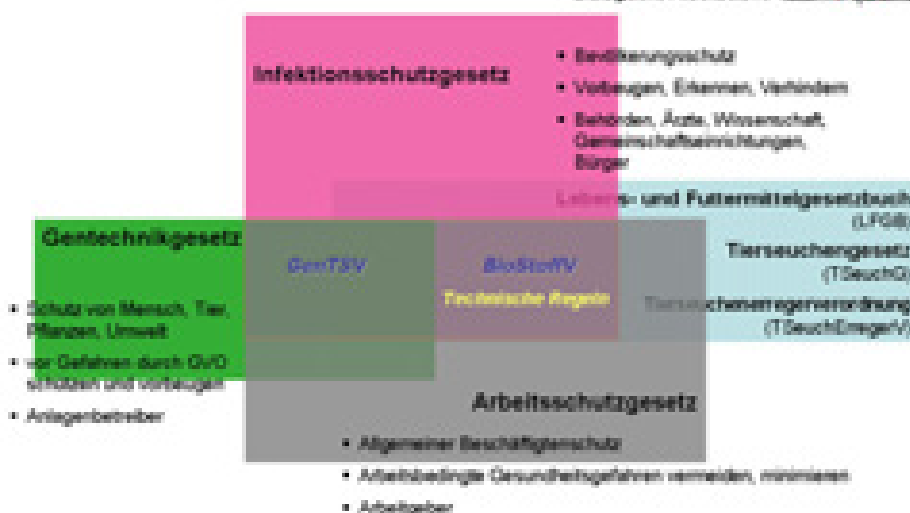 Infektionsschutzgesetz
• Bevölkerungsschutz
• Vorbeugen, Erkennen, Verhindern
• Behörden, Ärzte, Wissenschaft,
Gemeinschaftseinrichtungen,
Bürger
Lebens- und Futtermittelgesetzbuch
(LFGB)
Tierseuchengesetz
(TSeuchG)
Tierseuchenerregerverordnung
(TSeuchErregerV)
Gentechnikgesetz
GenTSV
BioStoffV
Technische Regeln
• Schutz von Mensch, Tier,
Pflanzen, Umwelt
• vor Gefahren durch GVO
schützen und vorbeugen
• Anlagenbetreiber
Arbeitsschutzgesetz
• Allgemeiner Beschäftigtenschutz
• Arbeitsbedingte Gesundheitsgefahren vermeiden, minimieren
• Arbeitgeber